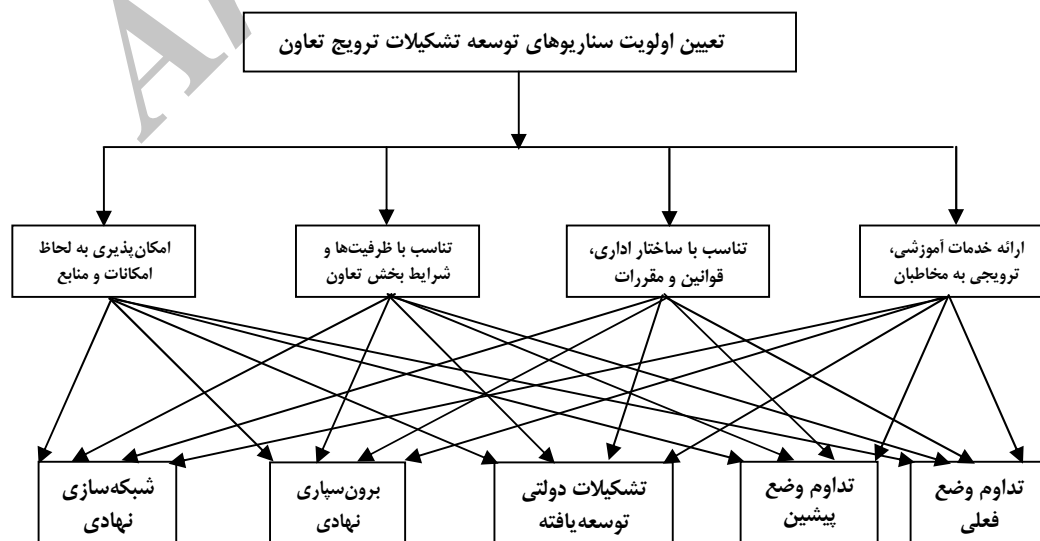 تعیین اولویت سناریوهای توسعه تشکیلات ترویج تعاون
ارائه خدمات آموزشی،
ترویجی به مخاطبان
تناسب با ساختار اداری،
قوانین و مقررات
تناسب با ظرفیت‌ها و
شرایط بخش تعاون
امکان‌پذیری به لحاظ
امکانات و منابع
تداوم وضع
فعلی
تداوم وضع
پیشین
تشکیلات دولتی
توسعه‌یافته
برون‌سپاری
نهادی
شبکه‌سازی
نهادی